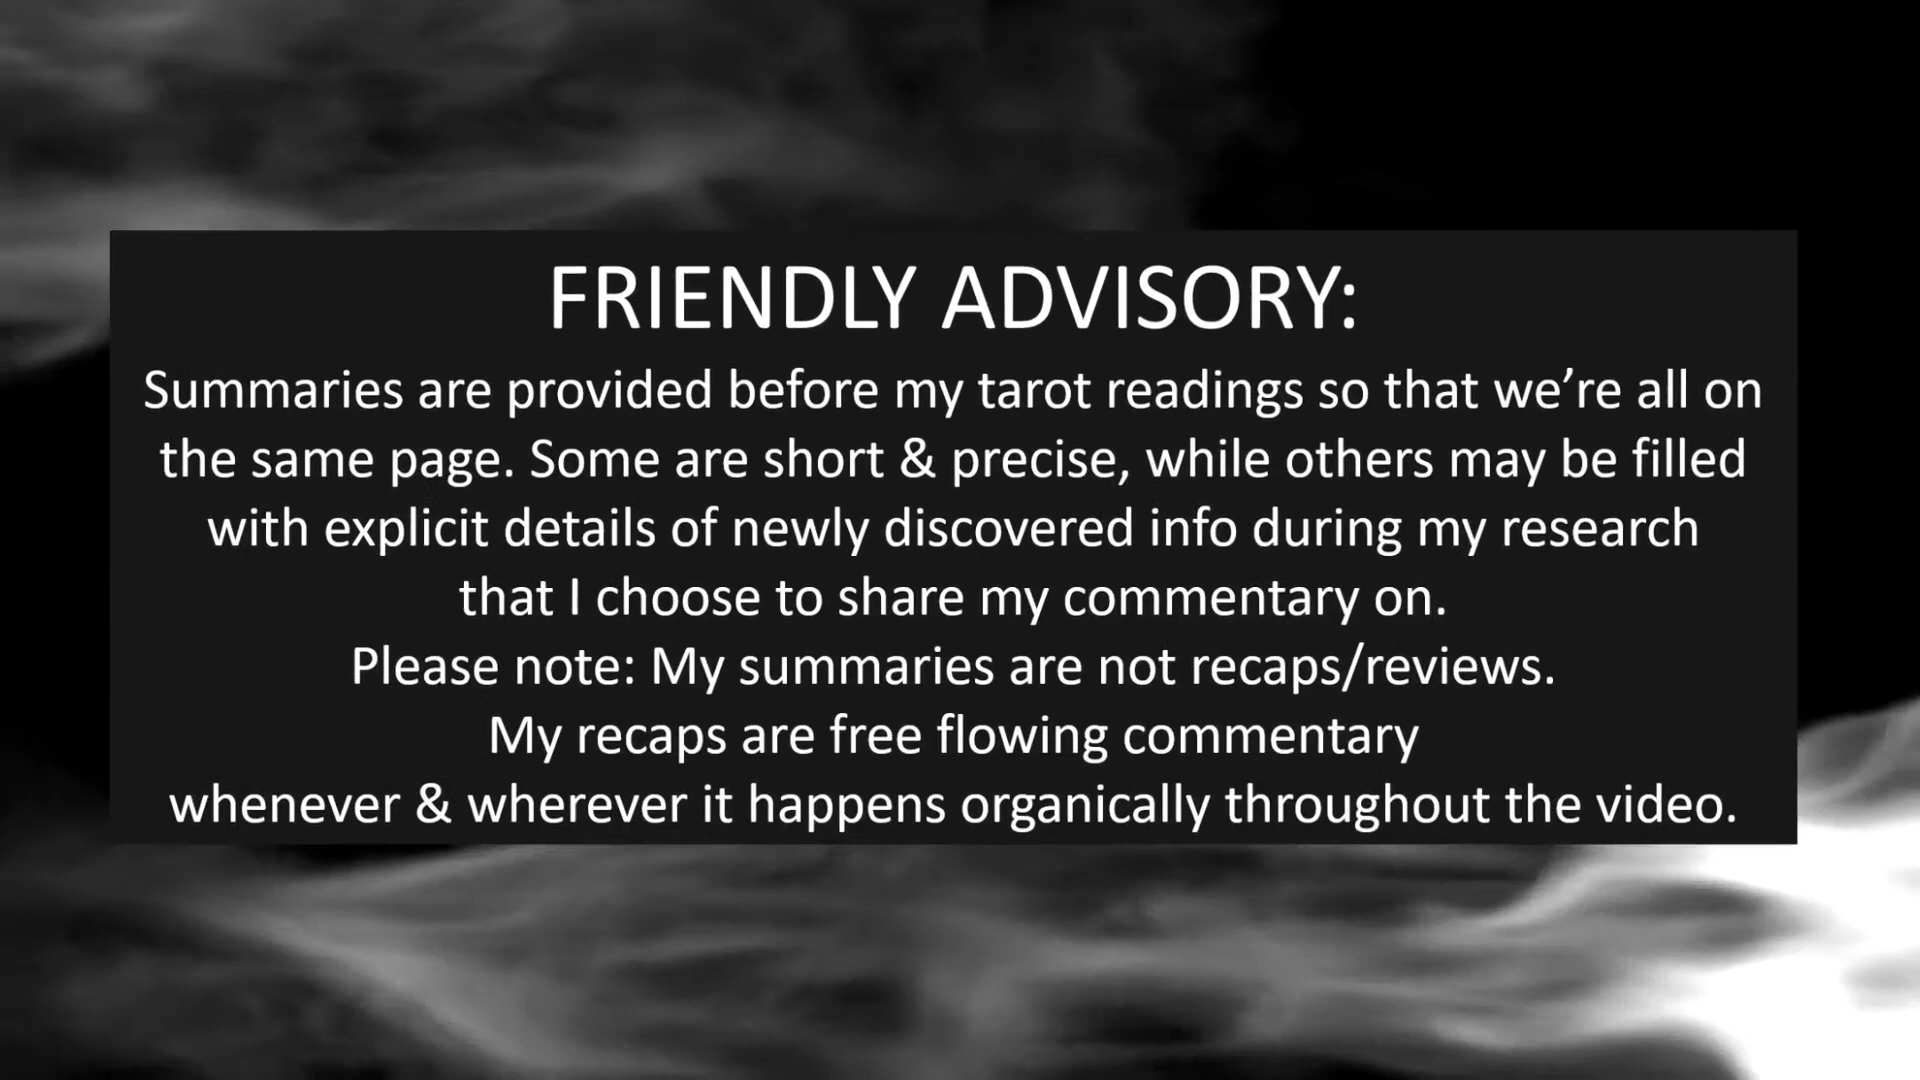 FRIENDLY ADVISORY:
Summaries are provided before my tarot readings so that we’re all on
the same page. Some are short & precise, while others may be filled
with explicit details of newly discovered info during my research
that I choose to share my commentary on.
Please note: My summaries are not recaps/reviews.
My recaps are free flowing commentary
whenever & wherever it happens organically throughout the video.